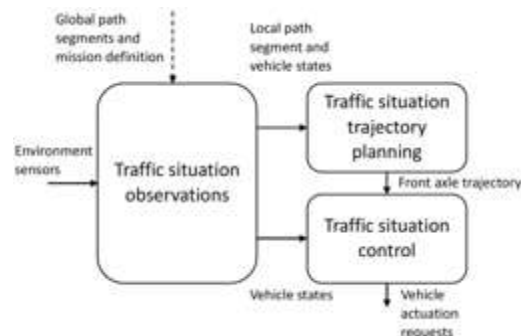 Global path
segments and
mission definition
Local path
segment and
vehicle states
Environment
sensors
Traffic situation
observations
Traffic situation
trajectory
planning
Front axle trajectory
Traffic situation
control
Vehicle states
Vehicle
actuation
requests